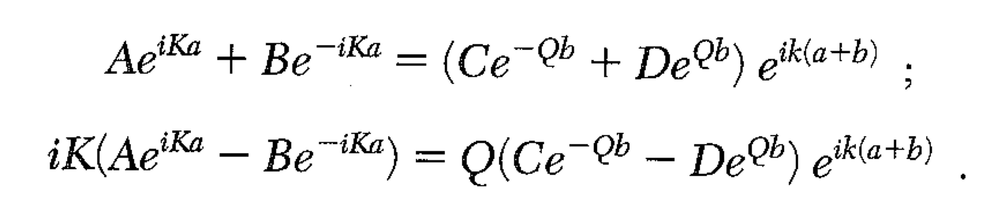 Ae^{iKa} + Be^{-iKa} = (Ce^{-Qb} + De^{Qb}) e^{ik(a+b)} ;
iK(Ae^{iKa} − Be^{-iKa}) = Q(Ce^{-Qb} − De^{Qb}) e^{ik(a+b)} .